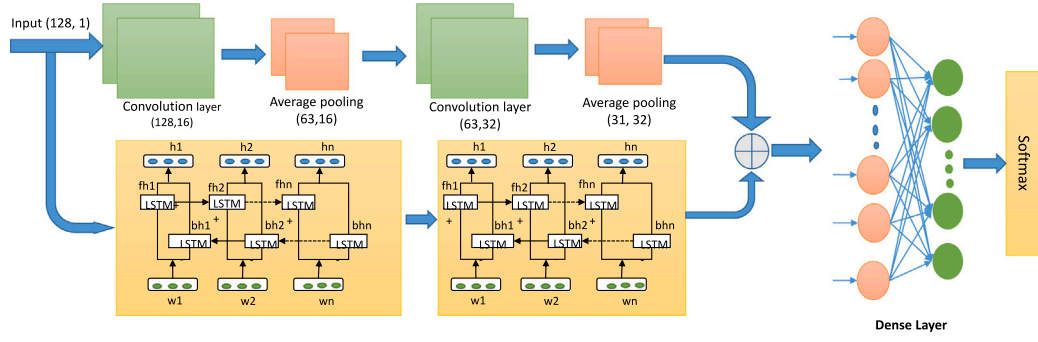 Input (128, 1)
Convolution layer
(128,16)
Average pooling
(63,16)
Convolution layer
(63,32)
Average pooling
(31, 32)
h1
h2
hn
fh1
fh2
fhn
LSTM
+
LSTM
LSTM
+
+
bh1
bh2
bhn
LSTM
LSTM
LSTM
w1
w2
wn
h1
h2
hn
fh1
fh2
fhn
LSTM
LSTM
LSTM
+
+
+
bh1
bh2
bhn
LSTM
LSTM
LSTM
w1
w2
wn
Dense Layer
Softmax